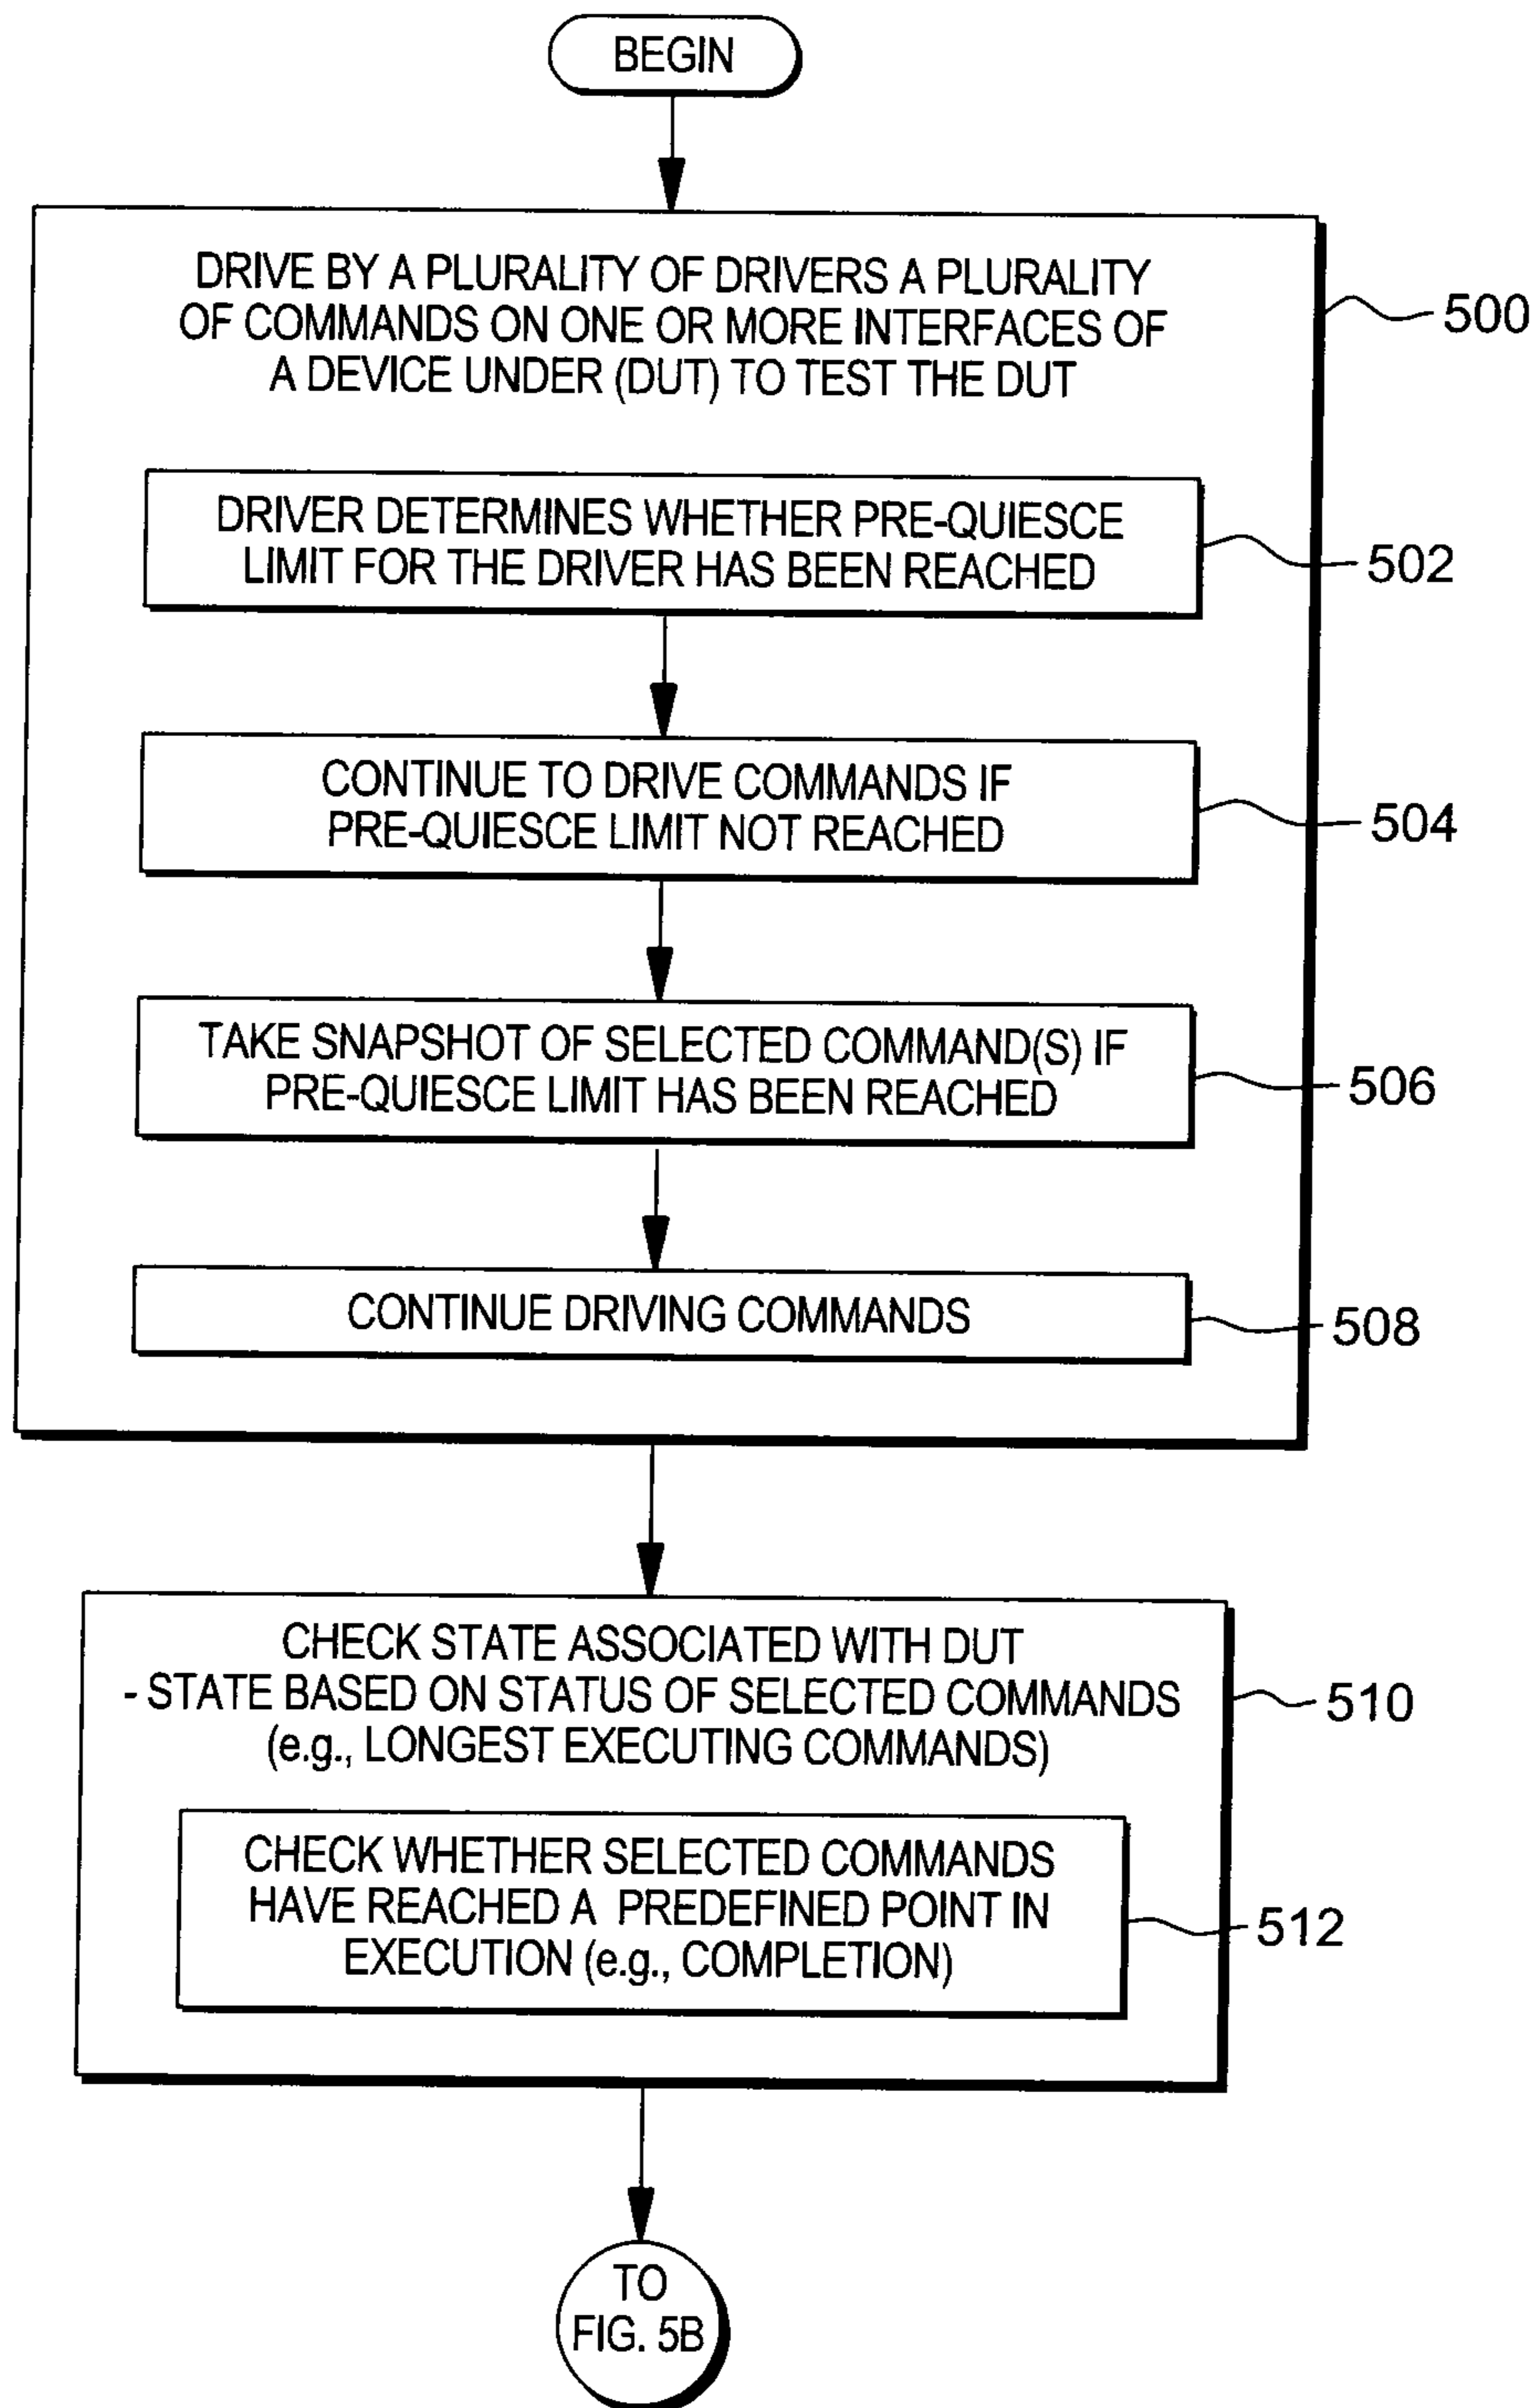 BEGIN
DRIVE BY A PLURALITY OF DRIVERS A PLURALITY
OF COMMANDS ON ONE OR MORE INTERFACES OF
A DEVICE UNDER (DUT) TO TEST THE DUT
500
DRIVER DETERMINES WHETHER PRE-QUIESCE
LIMIT FOR THE DRIVER HAS BEEN REACHED
502
CONTINUE TO DRIVE COMMANDS IF
PRE-QUIESCE LIMIT NOT REACHED
504
TAKE SNAPSHOT OF SELECTED COMMAND(S) IF
PRE-QUIESCE LIMIT HAS BEEN REACHED
506
CONTINUE DRIVING COMMANDS
508
CHECK STATE ASSOCIATED WITH DUT
- STATE BASED ON STATUS OF SELECTED COMMANDS
(e.g., LONGEST EXECUTING COMMANDS)
510
CHECK WHETHER SELECTED COMMANDS
HAVE REACHED A PREDEFINED POINT IN
EXECUTION (e.g., COMPLETION)
512
TO
FIG. 5B